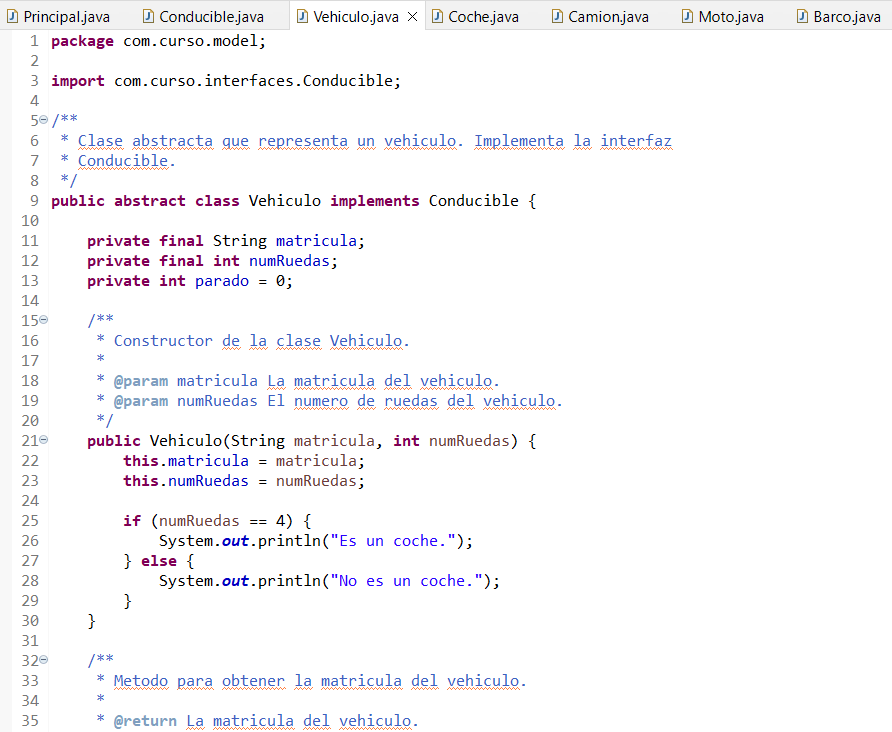 Principal.java Conducible.java Vehiculo.java Coche.java Camion.java Moto.java Barco.java
1 package com.curso.model;
2
3 import com.curso.interfaces.Conducible;
4
5 /**
6  * Clase abstracta que representa un vehiculo. Implementa la interfaz
7  * Conducible.
8  */
9 public abstract class Vehiculo implements Conducible {
10
11     private final String matricula;
12     private final int numRuedas;
13     private int parado = 0;
14
15     /**
16      * Constructor de la clase Vehiculo.
17      *
18      * @param matricula La matricula del vehiculo.
19      * @param numRuedas El numero de ruedas del vehiculo.
20      */
21     public Vehiculo(String matricula, int numRuedas) {
22         this.matricula = matricula;
23         this.numRuedas = numRuedas;
24
25         if (numRuedas == 4) {
26             System.out.println("Es un coche.");
27         } else {
28             System.out.println("No es un coche.");
29         }
30     }
31
32     /**
33      * Metodo para obtener la matricula del vehiculo.
34      *
35      * @return La matricula del vehiculo.